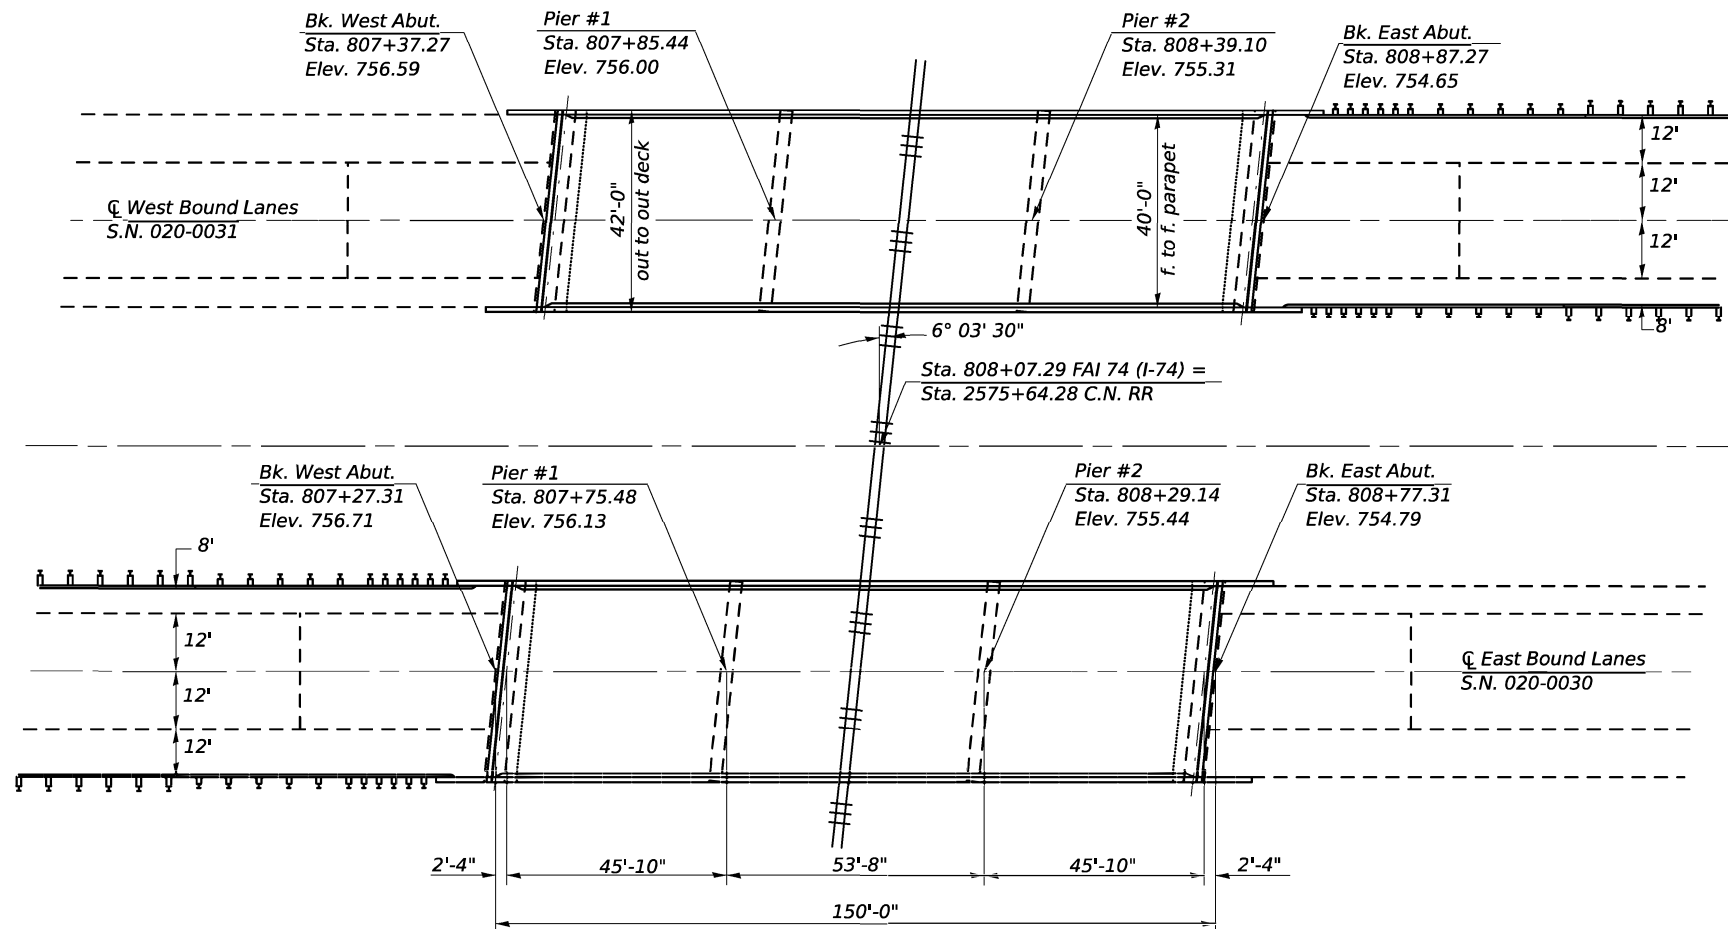 Bk. West Abut.
Sta. 807+37.27
Elev. 756.59
Pier #1
Sta. 807+85.44
Elev. 756.00
Pier #2
Sta. 808+39.10
Elev. 755.31
Bk. East Abut.
Sta. 808+87.27
Elev. 754.65
℄ West Bound Lanes
S.N. 020-0031
42'-0"
out to out deck
40'-0"
f. to f. parapet
12'
12'
12'
8'
6° 03' 30"
Sta. 808+07.29 FAI 74 (I-74) =
Sta. 2575+64.28 C.N. RR
Bk. West Abut.
Sta. 807+27.31
Elev. 756.71
Pier #1
Sta. 807+75.48
Elev. 756.13
Pier #2
Sta. 808+29.14
Elev. 755.44
Bk. East Abut.
Sta. 808+77.31
Elev. 754.79
8'
12'
12'
12'
℄ East Bound Lanes
S.N. 020-0030
2'-4"
45'-10"
53'-8"
45'-10"
2'-4"
150'-0"